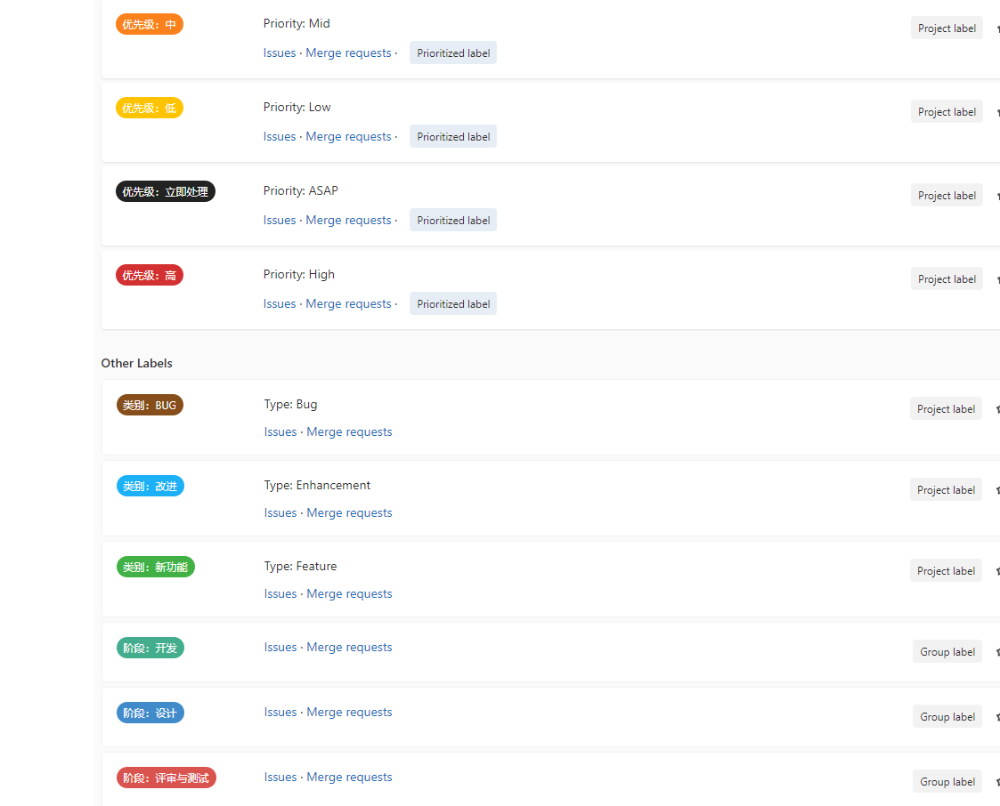 优先级：中 Priority: Mid Project label
Issues · Merge requests · Prioritized label
优先级：低 Priority: Low Project label
Issues · Merge requests · Prioritized label
优先级：立即处理 Priority: ASAP Project label
Issues · Merge requests · Prioritized label
优先级：高 Priority: High Project label
Issues · Merge requests · Prioritized label
Other Labels
类别：BUG Type: Bug Project label
Issues · Merge requests
类别：改进 Type: Enhancement Project label
Issues · Merge requests
类别：新功能 Type: Feature Project label
Issues · Merge requests
阶段：开发 Issues · Merge requests Group label
阶段：设计 Issues · Merge requests Group label
阶段：评审与测试 Issues · Merge requests Group label